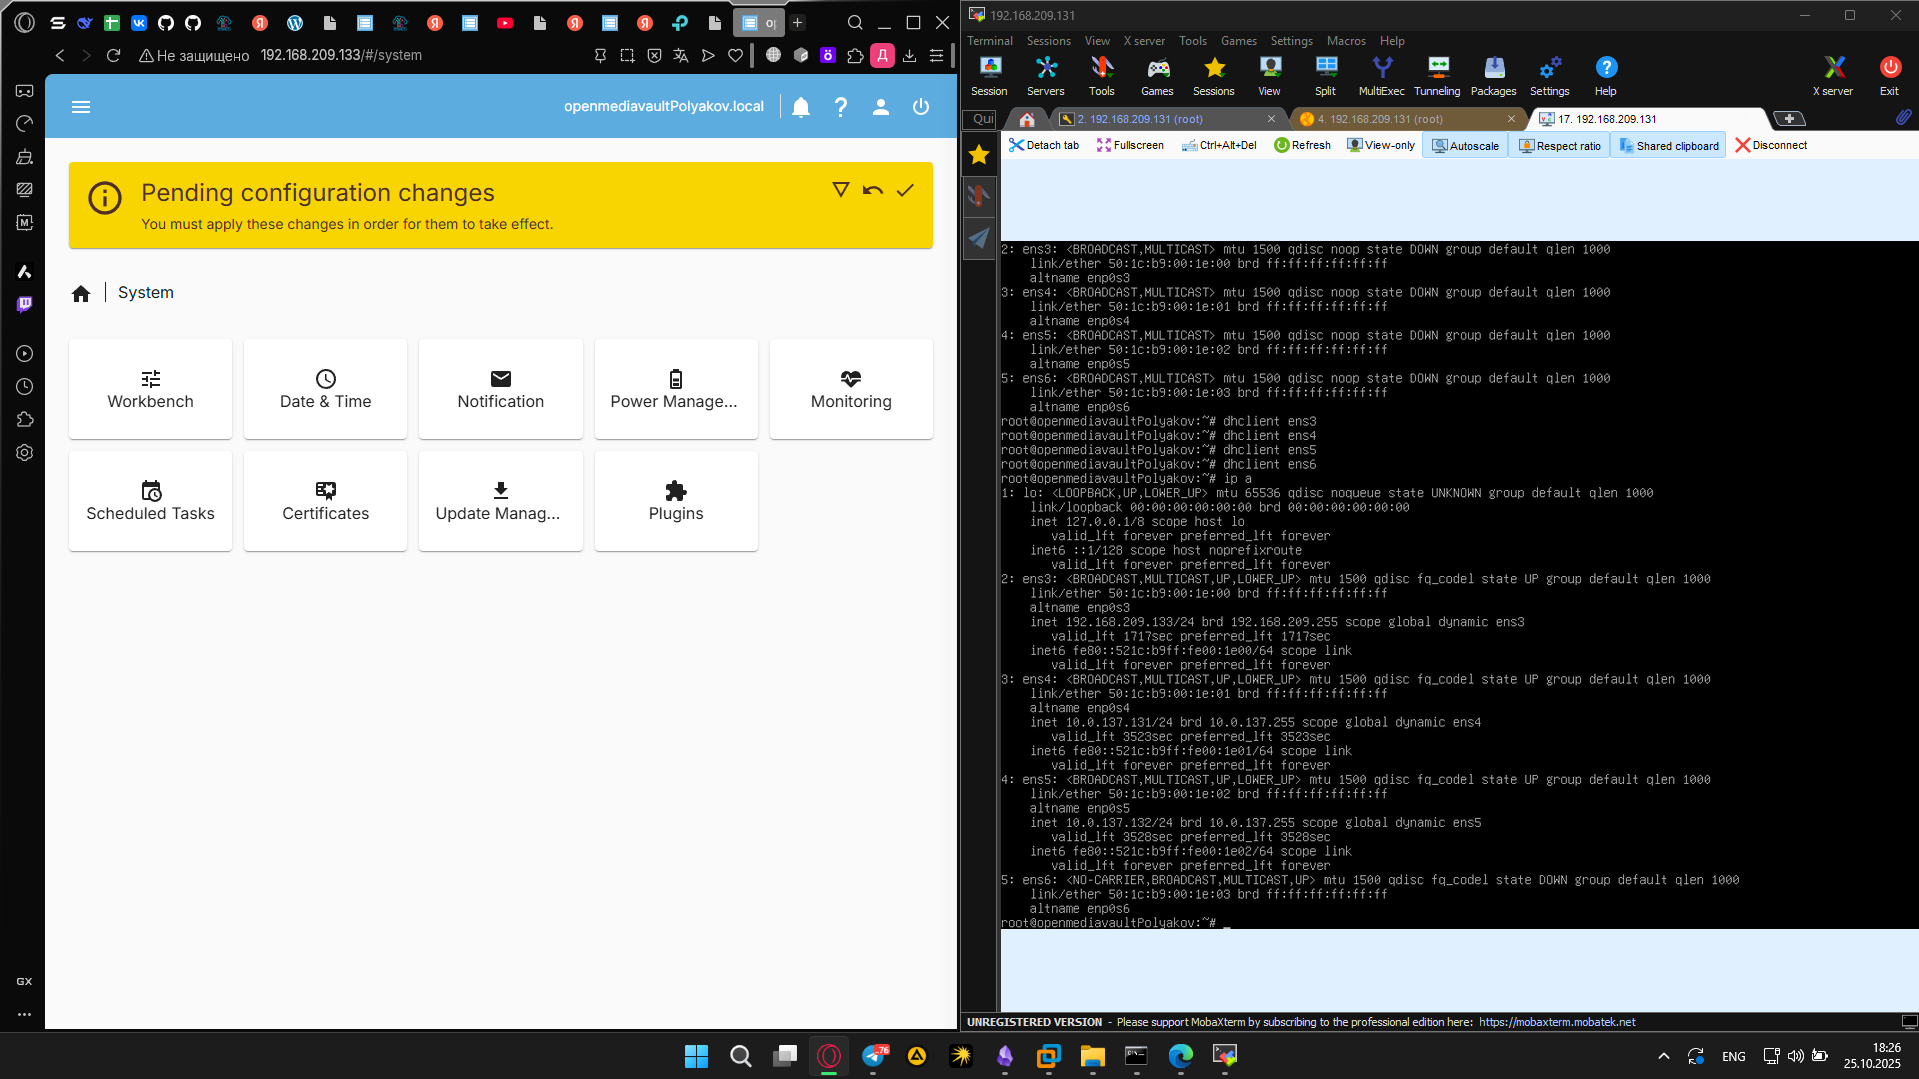 Не защищено 192.168.209.133/#/system
openmediavaultPolyakov.local
Pending configuration changes
You must apply these changes in order for them to take effect.
System
Workbench
Date & Time
Notification
Power Manage...
Monitoring
Scheduled Tasks
Certificates
Update Manag...
Plugins
GX
192.168.209.131
Terminal Sessions View X server Tools Games Settings Macros Help
Session Servers Tools Games Sessions View Split MultiExec Tunneling Packages Settings Help X server Exit
Qui
2. 192.168.209.131 (root)
4. 192.168.209.131 (root)
17. 192.168.209.131
Detach tab Fullscreen Ctrl+Alt+Del Refresh View-only Autoscale Respect ratio Shared clipboard Disconnect
2: ens3: <BROADCAST,MULTICAST> mtu 1500 qdisc noop state DOWN group default qlen 1000
link/ether 50:1c:b9:00:1e:00 brd ff:ff:ff:ff:ff:ff
altname enp0s3
3: ens4: <BROADCAST,MULTICAST> mtu 1500 qdisc noop state DOWN group default qlen 1000
link/ether 50:1c:b9:00:1e:01 brd ff:ff:ff:ff:ff:ff
altname enp0s4
4: ens5: <BROADCAST,MULTICAST> mtu 1500 qdisc noop state DOWN group default qlen 1000
link/ether 50:1c:b9:00:1e:02 brd ff:ff:ff:ff:ff:ff
altname enp0s5
5: ens6: <BROADCAST,MULTICAST> mtu 1500 qdisc noop state DOWN group default qlen 1000
link/ether 50:1c:b9:00:1e:03 brd ff:ff:ff:ff:ff:ff
altname enp0s6
root@openmediavaultPolyakov:~# dhclient ens3
root@openmediavaultPolyakov:~# dhclient ens4
root@openmediavaultPolyakov:~# dhclient ens5
root@openmediavaultPolyakov:~# dhclient ens6
root@openmediavaultPolyakov:~# ip a
1: lo: <LOOPBACK,UP,LOWER_UP> mtu 65536 qdisc noqueue state UNKNOWN group default qlen 1000
link/loopback 00:00:00:00:00:00 brd 00:00:00:00:00:00
inet 127.0.0.1/8 scope host lo
valid_lft forever preferred_lft forever
inet6 ::1/128 scope host noprefixroute
valid_lft forever preferred_lft forever
2: ens3: <BROADCAST,MULTICAST,UP,LOWER_UP> mtu 1500 qdisc fq_codel state UP group default qlen 1000
link/ether 50:1c:b9:00:1e:00 brd ff:ff:ff:ff:ff:ff
altname enp0s3
inet 192.168.209.133/24 brd 192.168.209.255 scope global dynamic ens3
valid_lft 1717sec preferred_lft 1717sec
inet6 fe80::521c:b9ff:fe00:1e00/64 scope link
valid_lft forever preferred_lft forever
3: ens4: <BROADCAST,MULTICAST,UP,LOWER_UP> mtu 1500 qdisc fq_codel state UP group default qlen 1000
link/ether 50:1c:b9:00:1e:01 brd ff:ff:ff:ff:ff:ff
altname enp0s4
inet 10.0.137.131/24 brd 10.0.137.255 scope global dynamic ens4
valid_lft 3523sec preferred_lft 3523sec
inet6 fe80::521c:b9ff:fe00:1e01/64 scope link
valid_lft forever preferred_lft forever
4: ens5: <BROADCAST,MULTICAST,UP,LOWER_UP> mtu 1500 qdisc fq_codel state UP group default qlen 1000
link/ether 50:1c:b9:00:1e:02 brd ff:ff:ff:ff:ff:ff
altname enp0s5
inet 10.0.137.132/24 brd 10.0.137.255 scope global dynamic ens5
valid_lft 3528sec preferred_lft 3528sec
inet6 fe80::521c:b9ff:fe00:1e02/64 scope link
valid_lft forever preferred_lft forever
5: ens6: <NO-CARRIER,BROADCAST,MULTICAST,UP> mtu 1500 qdisc fq_codel state DOWN group default qlen 1000
link/ether 50:1c:b9:00:1e:03 brd ff:ff:ff:ff:ff:ff
altname enp0s6
root@openmediavaultPolyakov:~# _
UNREGISTERED VERSION - Please support MobaXterm by subscribing to the professional edition here: https://mobaxterm.mobatek.net
76
ENG
18:26
25.10.2025